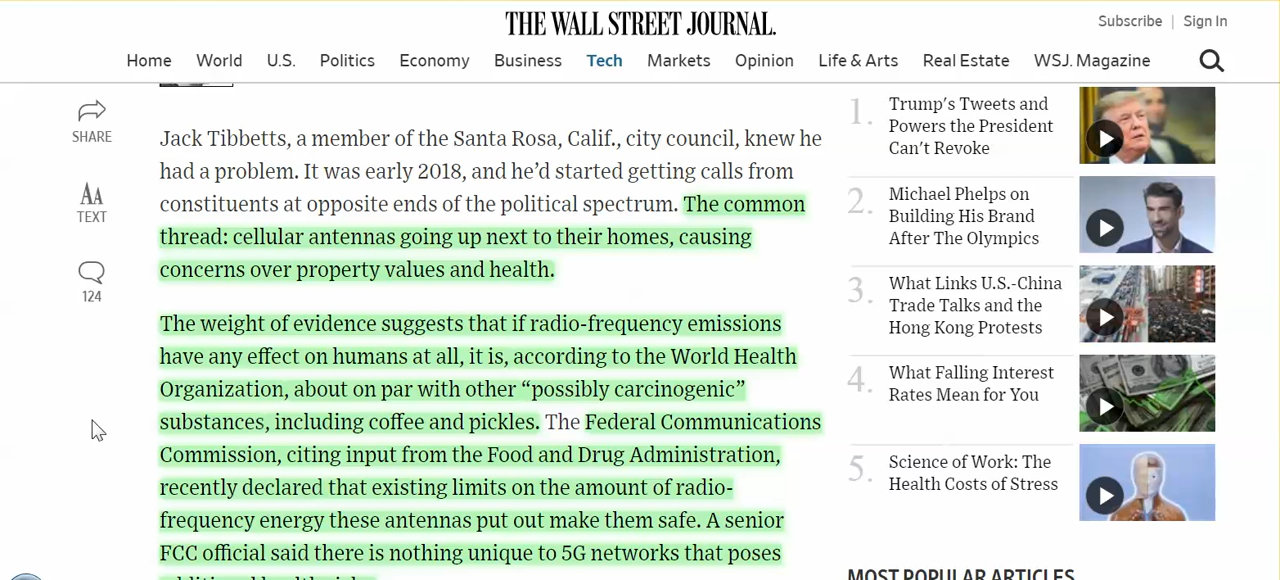 THE WALL STREET JOURNAL.
Subscribe | Sign In
Home World U.S. Politics Economy Business Tech Markets Opinion Life & Arts Real Estate WSJ. Magazine
SHARE
AA
TEXT
124
Jack Tibbetts, a member of the Santa Rosa, Calif., city council, knew he
had a problem. It was early 2018, and he’d started getting calls from
constituents at opposite ends of the political spectrum. The common
thread: cellular antennas going up next to their homes, causing
concerns over property values and health.
The weight of evidence suggests that if radio-frequency emissions
have any effect on humans at all, it is, according to the World Health
Organization, about on par with other “possibly carcinogenic”
substances, including coffee and pickles. The Federal Communications
Commission, citing input from the Food and Drug Administration,
recently declared that existing limits on the amount of radio-
frequency energy these antennas put out make them safe. A senior
FCC official said there is nothing unique to 5G networks that poses
1. Trump’s Tweets and
Powers the President
Can’t Revoke
2. Michael Phelps on
Building His Brand
After The Olympics
3. What Links U.S.-China
Trade Talks and the
Hong Kong Protests
4. What Falling Interest
Rates Mean for You
5. Science of Work: The
Health Costs of Stress
MOST POPULAR ARTICLES